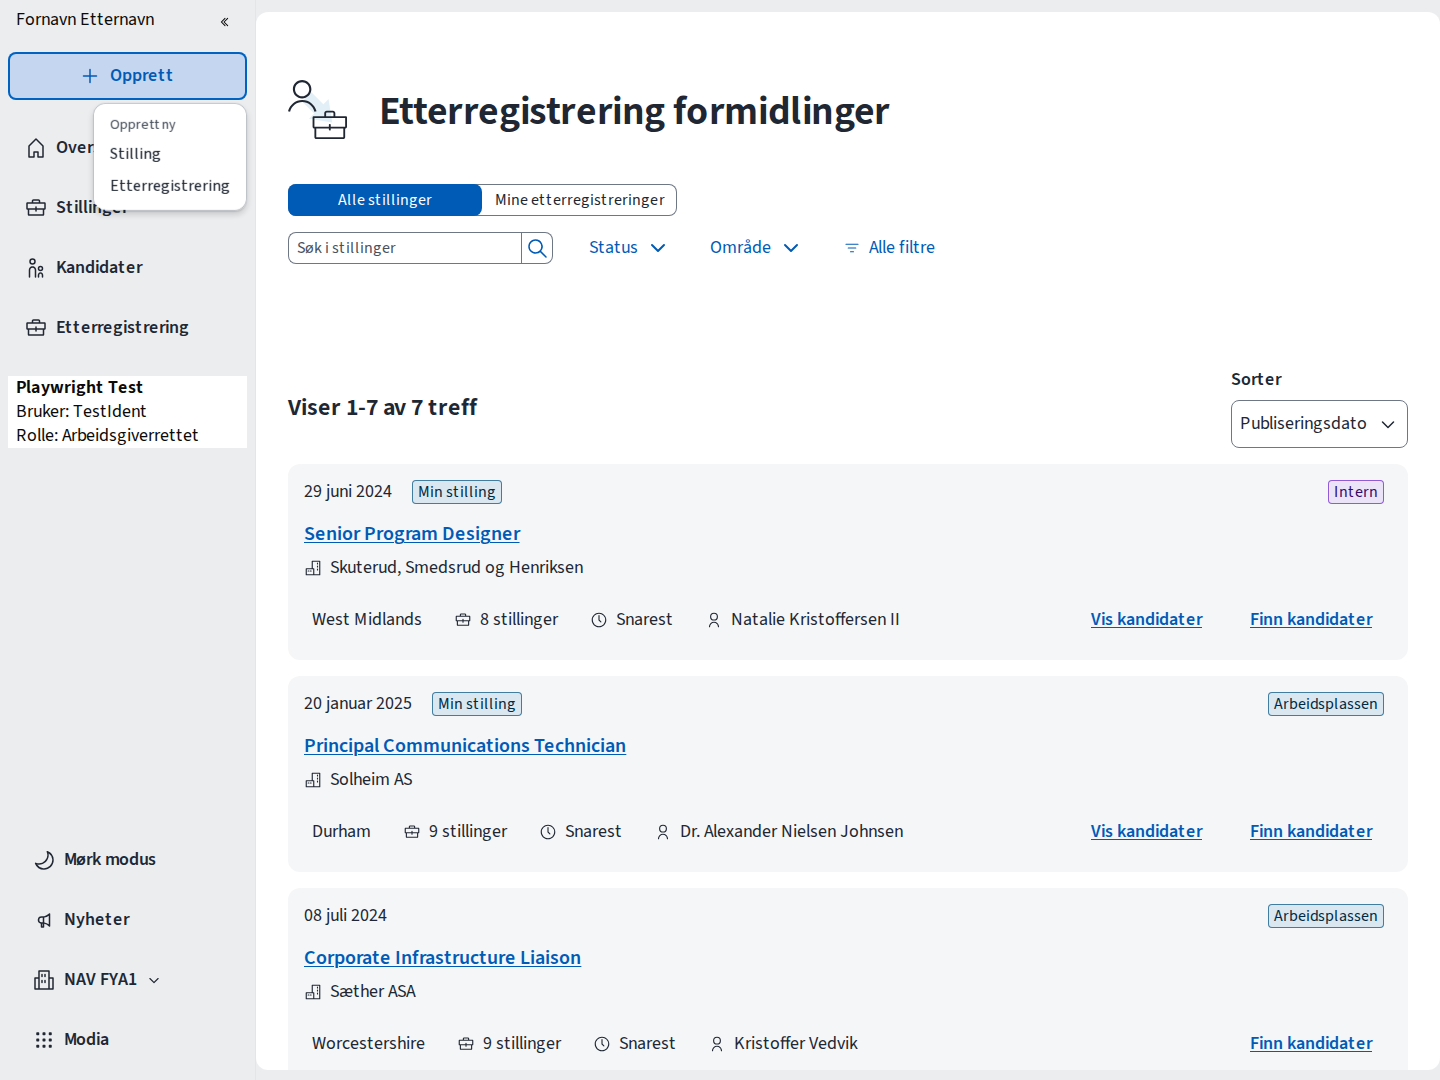 Fornavn Etternavn
Opprett
Opprett ny
Stilling
Etterregistrering
Over
Stillinger
Kandidater
Etterregistrering
Playwright Test
Bruker: TestIdent
Rolle: Arbeidsgiverrettet
Mørk modus
Nyheter
NAV FYA1
Modia
Etterregistrering formidlinger
Alle stillinger Mine etterregistreringer
Søk i stillinger Status Område Alle filtre
Sorter
Viser 1-7 av 7 treff Publiseringsdato
29 juni 2024 Min stilling Intern
Senior Program Designer
Skuterud, Smedsrud og Henriksen
West Midlands 8 stillinger Snarest Natalie Kristoffersen II Vis kandidater Finn kandidater
20 januar 2025 Min stilling Arbeidsplassen
Principal Communications Technician
Solheim AS
Durham 9 stillinger Snarest Dr. Alexander Nielsen Johnsen Vis kandidater Finn kandidater
08 juli 2024 Arbeidsplassen
Corporate Infrastructure Liaison
Sæther ASA
Worcestershire 9 stillinger Snarest Kristoffer Vedvik Finn kandidater